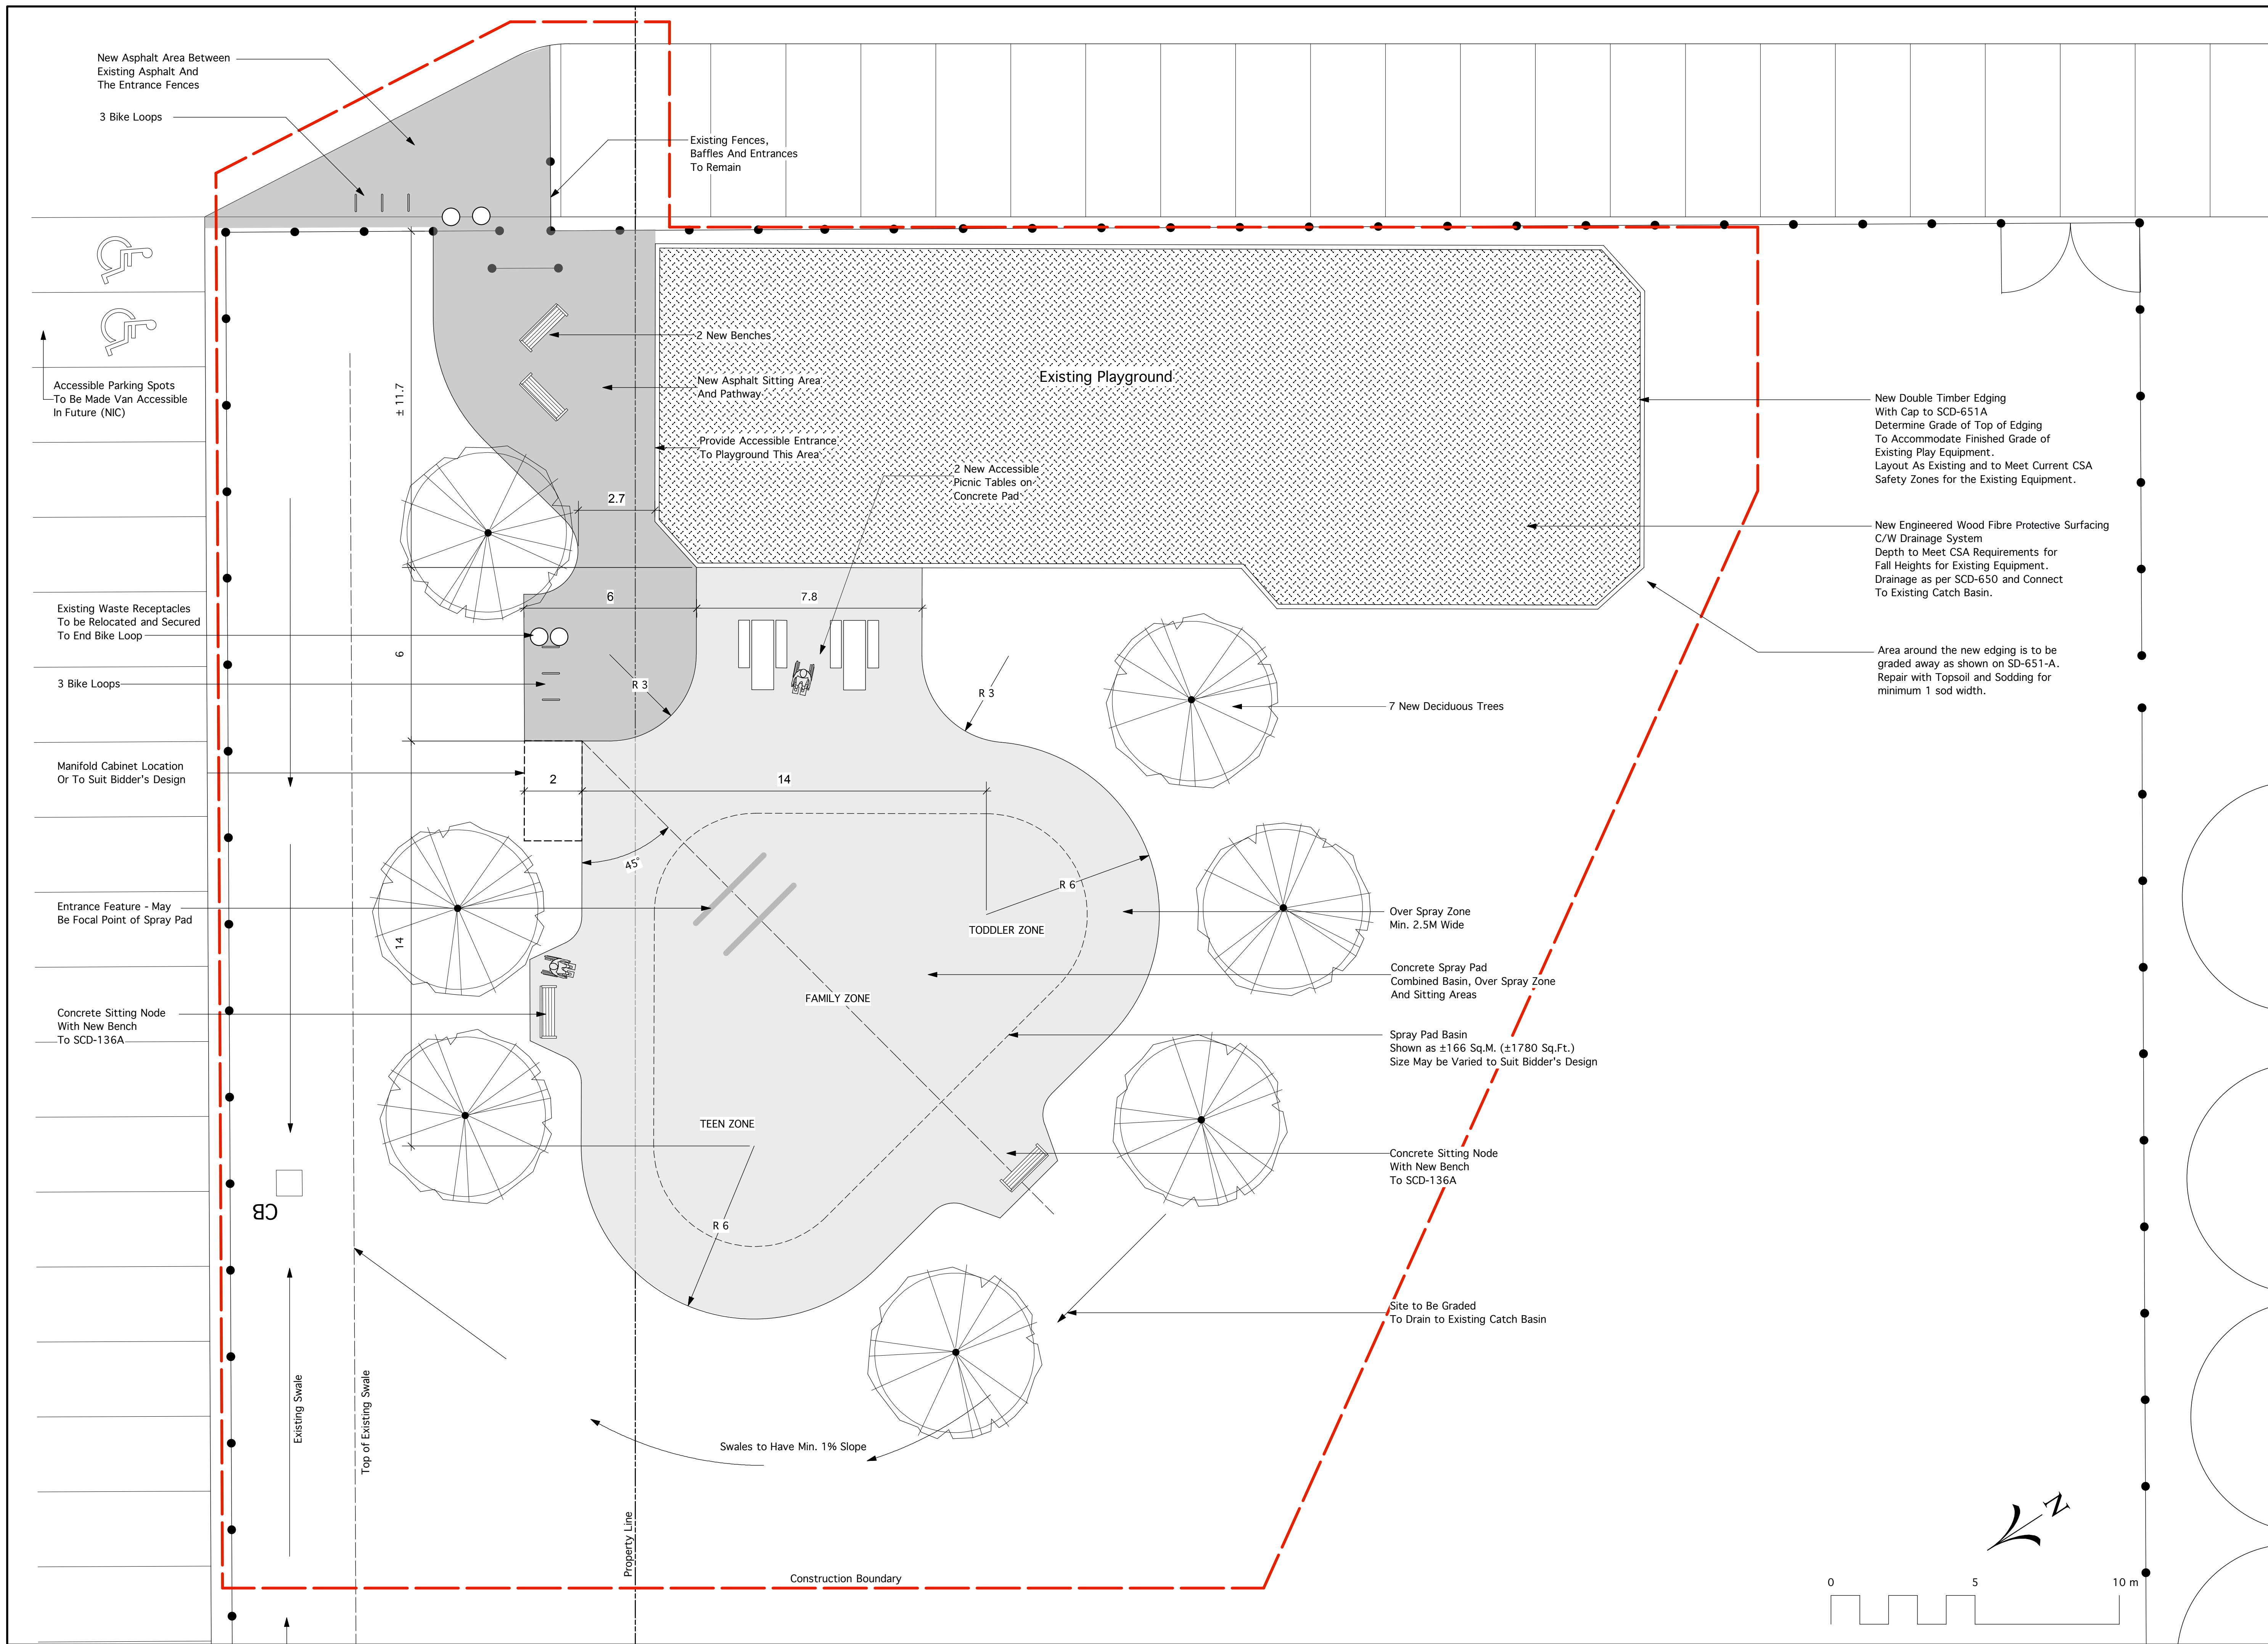 New Asphalt Area Between
Existing Asphalt And
The Entrance Fences
3 Bike Loops
Existing Fences,
Baffles And Entrances
To Remain
2 New Benches
New Asphalt Sitting Area
And Pathway
Existing Playground
Accessible Parking Spots
To Be Made Van Accessible
In Future (NIC)
± 11.7
Provide Accessible Entrance
To Playground This Area
2 New Accessible
Picnic Tables on
Concrete Pad
New Double Timber Edging
With Cap to SCD-651A
Determine Grade of Top of Edging
To Accommodate Finished Grade of
Existing Play Equipment.
Layout As Existing and to Meet Current CSA
Safety Zones for the Existing Equipment.
2.7
New Engineered Wood Fibre Protective Surfacing
C/W Drainage System
Depth to Meet CSA Requirements for
Fall Heights for Existing Equipment.
Drainage as per SCD-650 and Connect
To Existing Catch Basin.
6
7.8
Existing Waste Receptacles
To be Relocated and Secured
To End Bike Loop
6
Area around the new edging is to be
graded away as shown on SD-651-A.
Repair with Topsoil and Sodding for
minimum 1 sod width.
3 Bike Loops
R 3
R 3
7 New Deciduous Trees
Manifold Cabinet Location
Or To Suit Bidder's Design
2
14
45°
R 6
Entrance Feature - May
Be Focal Point of Spray Pad
14
TODDLER ZONE
Over Spray Zone
Min. 2.5M Wide
Concrete Spray Pad
Combined Basin, Over Spray Zone
And Sitting Areas
FAMILY ZONE
Concrete Sitting Node
With New Bench
To SCD-136A
Spray Pad Basin
Shown as ±166 Sq.M. (±1780 Sq.Ft.)
Size May be Varied to Suit Bidder's Design
TEEN ZONE
Concrete Sitting Node
With New Bench
To SCD-136A
CB
R 6
Site to Be Graded
To Drain to Existing Catch Basin
Existing Swale
Top of Existing Swale
Swales to Have Min. 1% Slope
Property Line
Construction Boundary
N
0 5 10 m